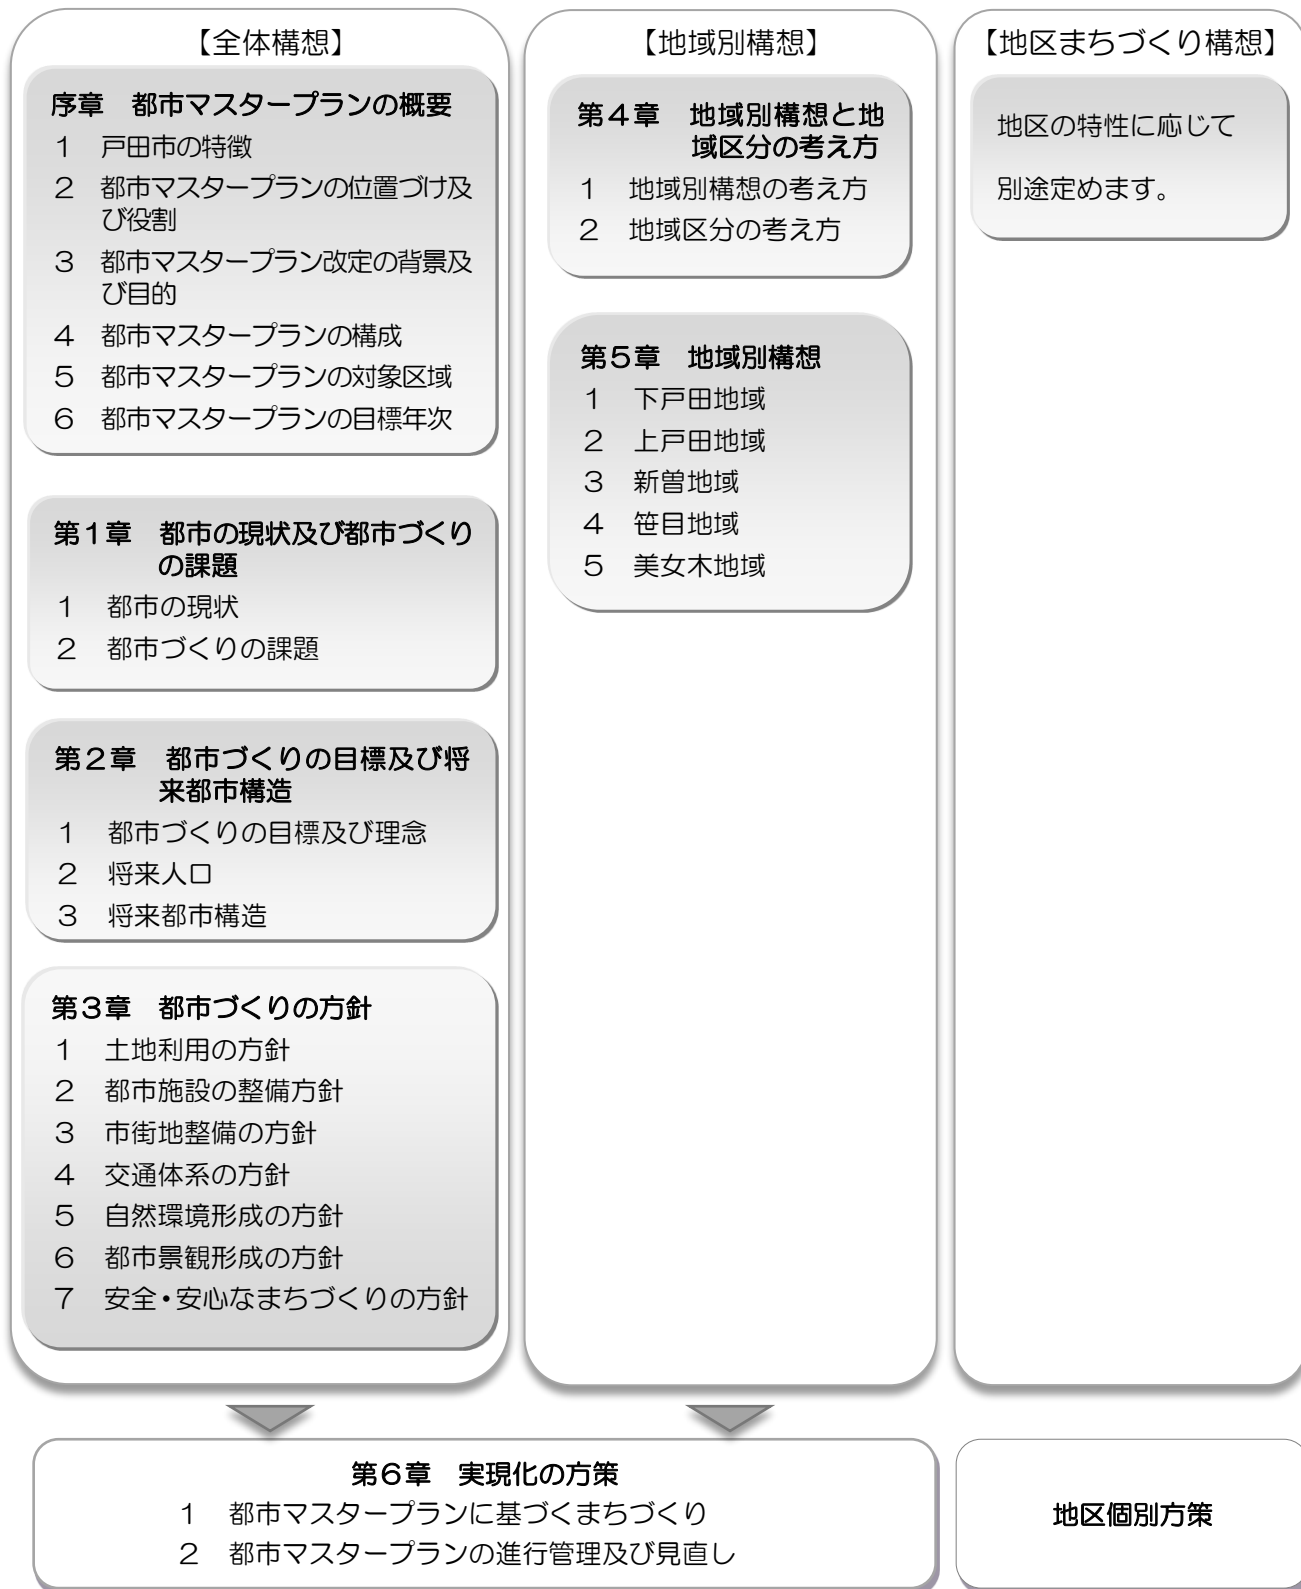 【全体構想】
序章　都市マスタープランの概要
１　戸田市の特徴
２　都市マスタープランの位置づけ及
び役割
３　都市マスタープラン改定の背景及
び目的
４　都市マスタープランの構成
５　都市マスタープランの対象区域
６　都市マスタープランの目標年次
第１章　都市の現状及び都市づくり
の課題
１　都市の現状
２　都市づくりの課題
第２章　都市づくりの目標及び将
来都市構造
１　都市づくりの目標及び理念
２　将来人口
３　将来都市構造
第３章　都市づくりの方針
１　土地利用の方針
２　都市施設の整備方針
３　市街地整備の方針
４　交通体系の方針
５　自然環境形成の方針
６　都市景観形成の方針
７　安全・安心なまちづくりの方針
【地域別構想】
第４章　地域別構想と地
域区分の考え方
１　地域別構想の考え方
２　地域区分の考え方
第５章　地域別構想
１　下戸田地域
２　上戸田地域
３　新曽地域
４　笹目地域
５　美女木地域
【地区まちづくり構想】
地区の特性に応じて
別途定めます。
第６章　実現化の方策
１　都市マスタープランに基づくまちづくり
２　都市マスタープランの進行管理及び見直し
地区個別方策